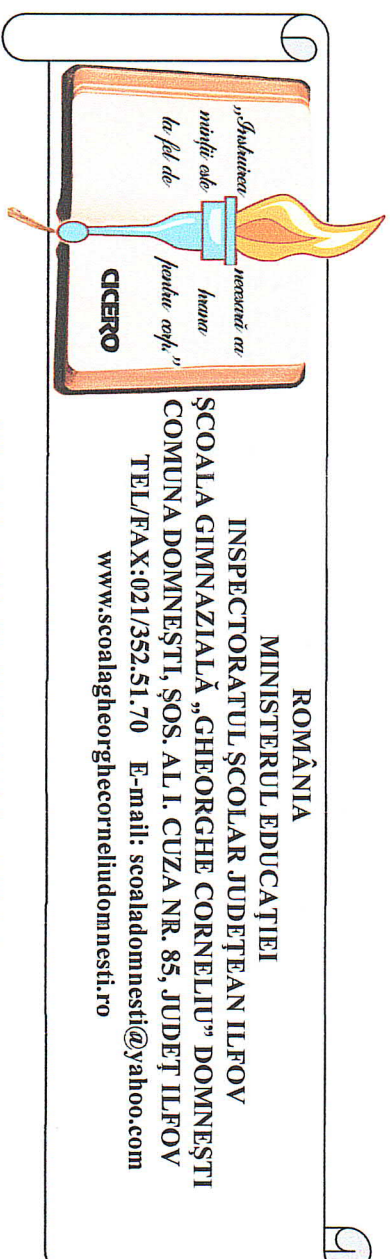 „Instruirea necesară ca
minții este hrana
la fel de pentru corp.”
CICERO
ROMÂNIA
MINISTERUL EDUCAȚIEI
INSPECTORATUL ȘCOLAR JUDEȚEAN ILFOV
ȘCOALA GIMNAZIALĂ „GHEORGHE CORNELIU” DOMNEȘTI
COMUNA DOMNEȘTI, ȘOS. AL I. CUZA NR. 85, JUDEȚ ILFOV
TEL/FAX:021/352.51.70 E-mail: scoaladomnesti@yahoo.com
www.scoalagheorghecorneliudomnesti.ro